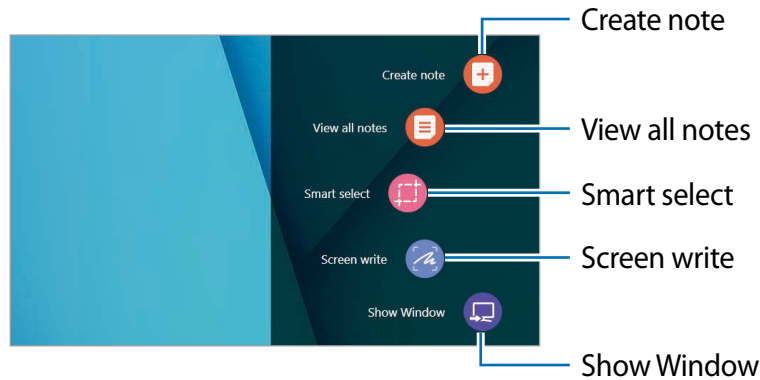 Create note
Create note
View all notes
View all notes
Smart select
Smart select
Screen write
Screen write
Show Window
Show Window